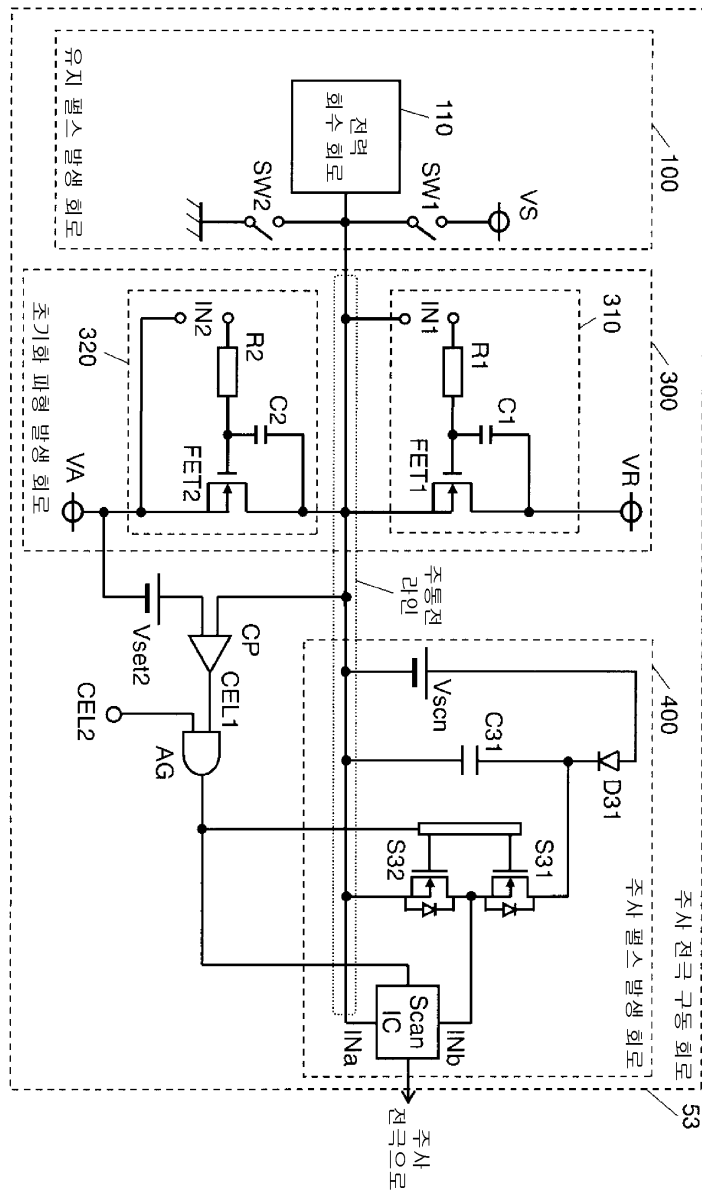 주사 전극 구동 회로
53
유지 펄스 발생 회로
100
전력
회수 회로
110
VS
SW1
SW2
초기화 파형 발생 회로
300
310
IN1
R1
C1
FET1
VR
320
IN2
R2
C2
FET2
VA
주통전
라인
Vset2
CP
CEL1
CEL2
AG
주사 펄스 발생 회로
400
Vscn
C31
D31
S31
S32
Scan
IC
INb
INa
주사
전극으로